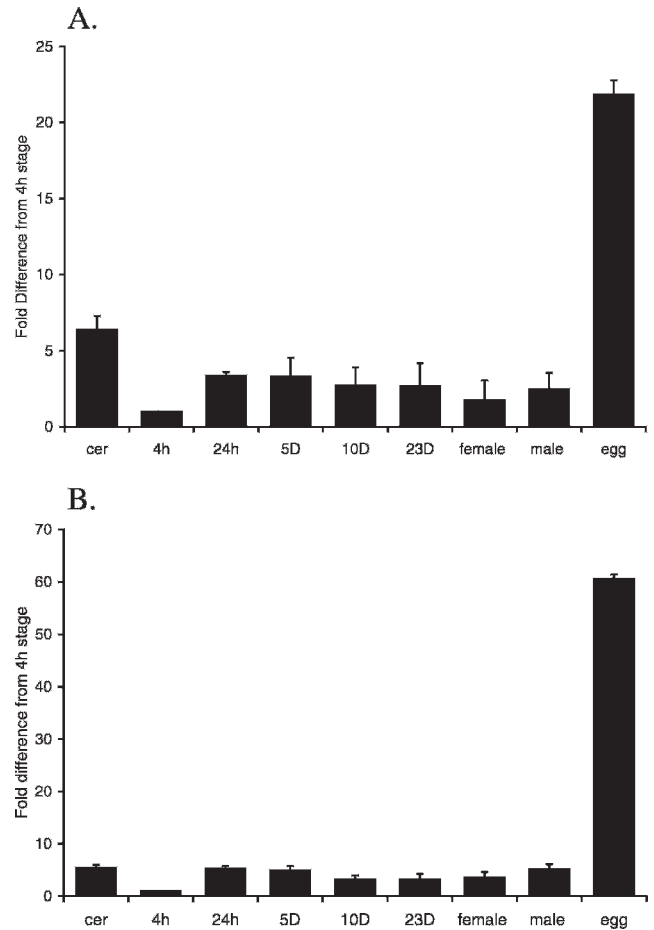 A.
Fold Difference from 4h stage
25
20
15
10
5
0
cer 4h 24h 5D 10D 23D female male egg
B.
Fold difference from 4h stage
70
60
50
40
30
20
10
0
cer 4h 24h 5D 10D 23D female male egg